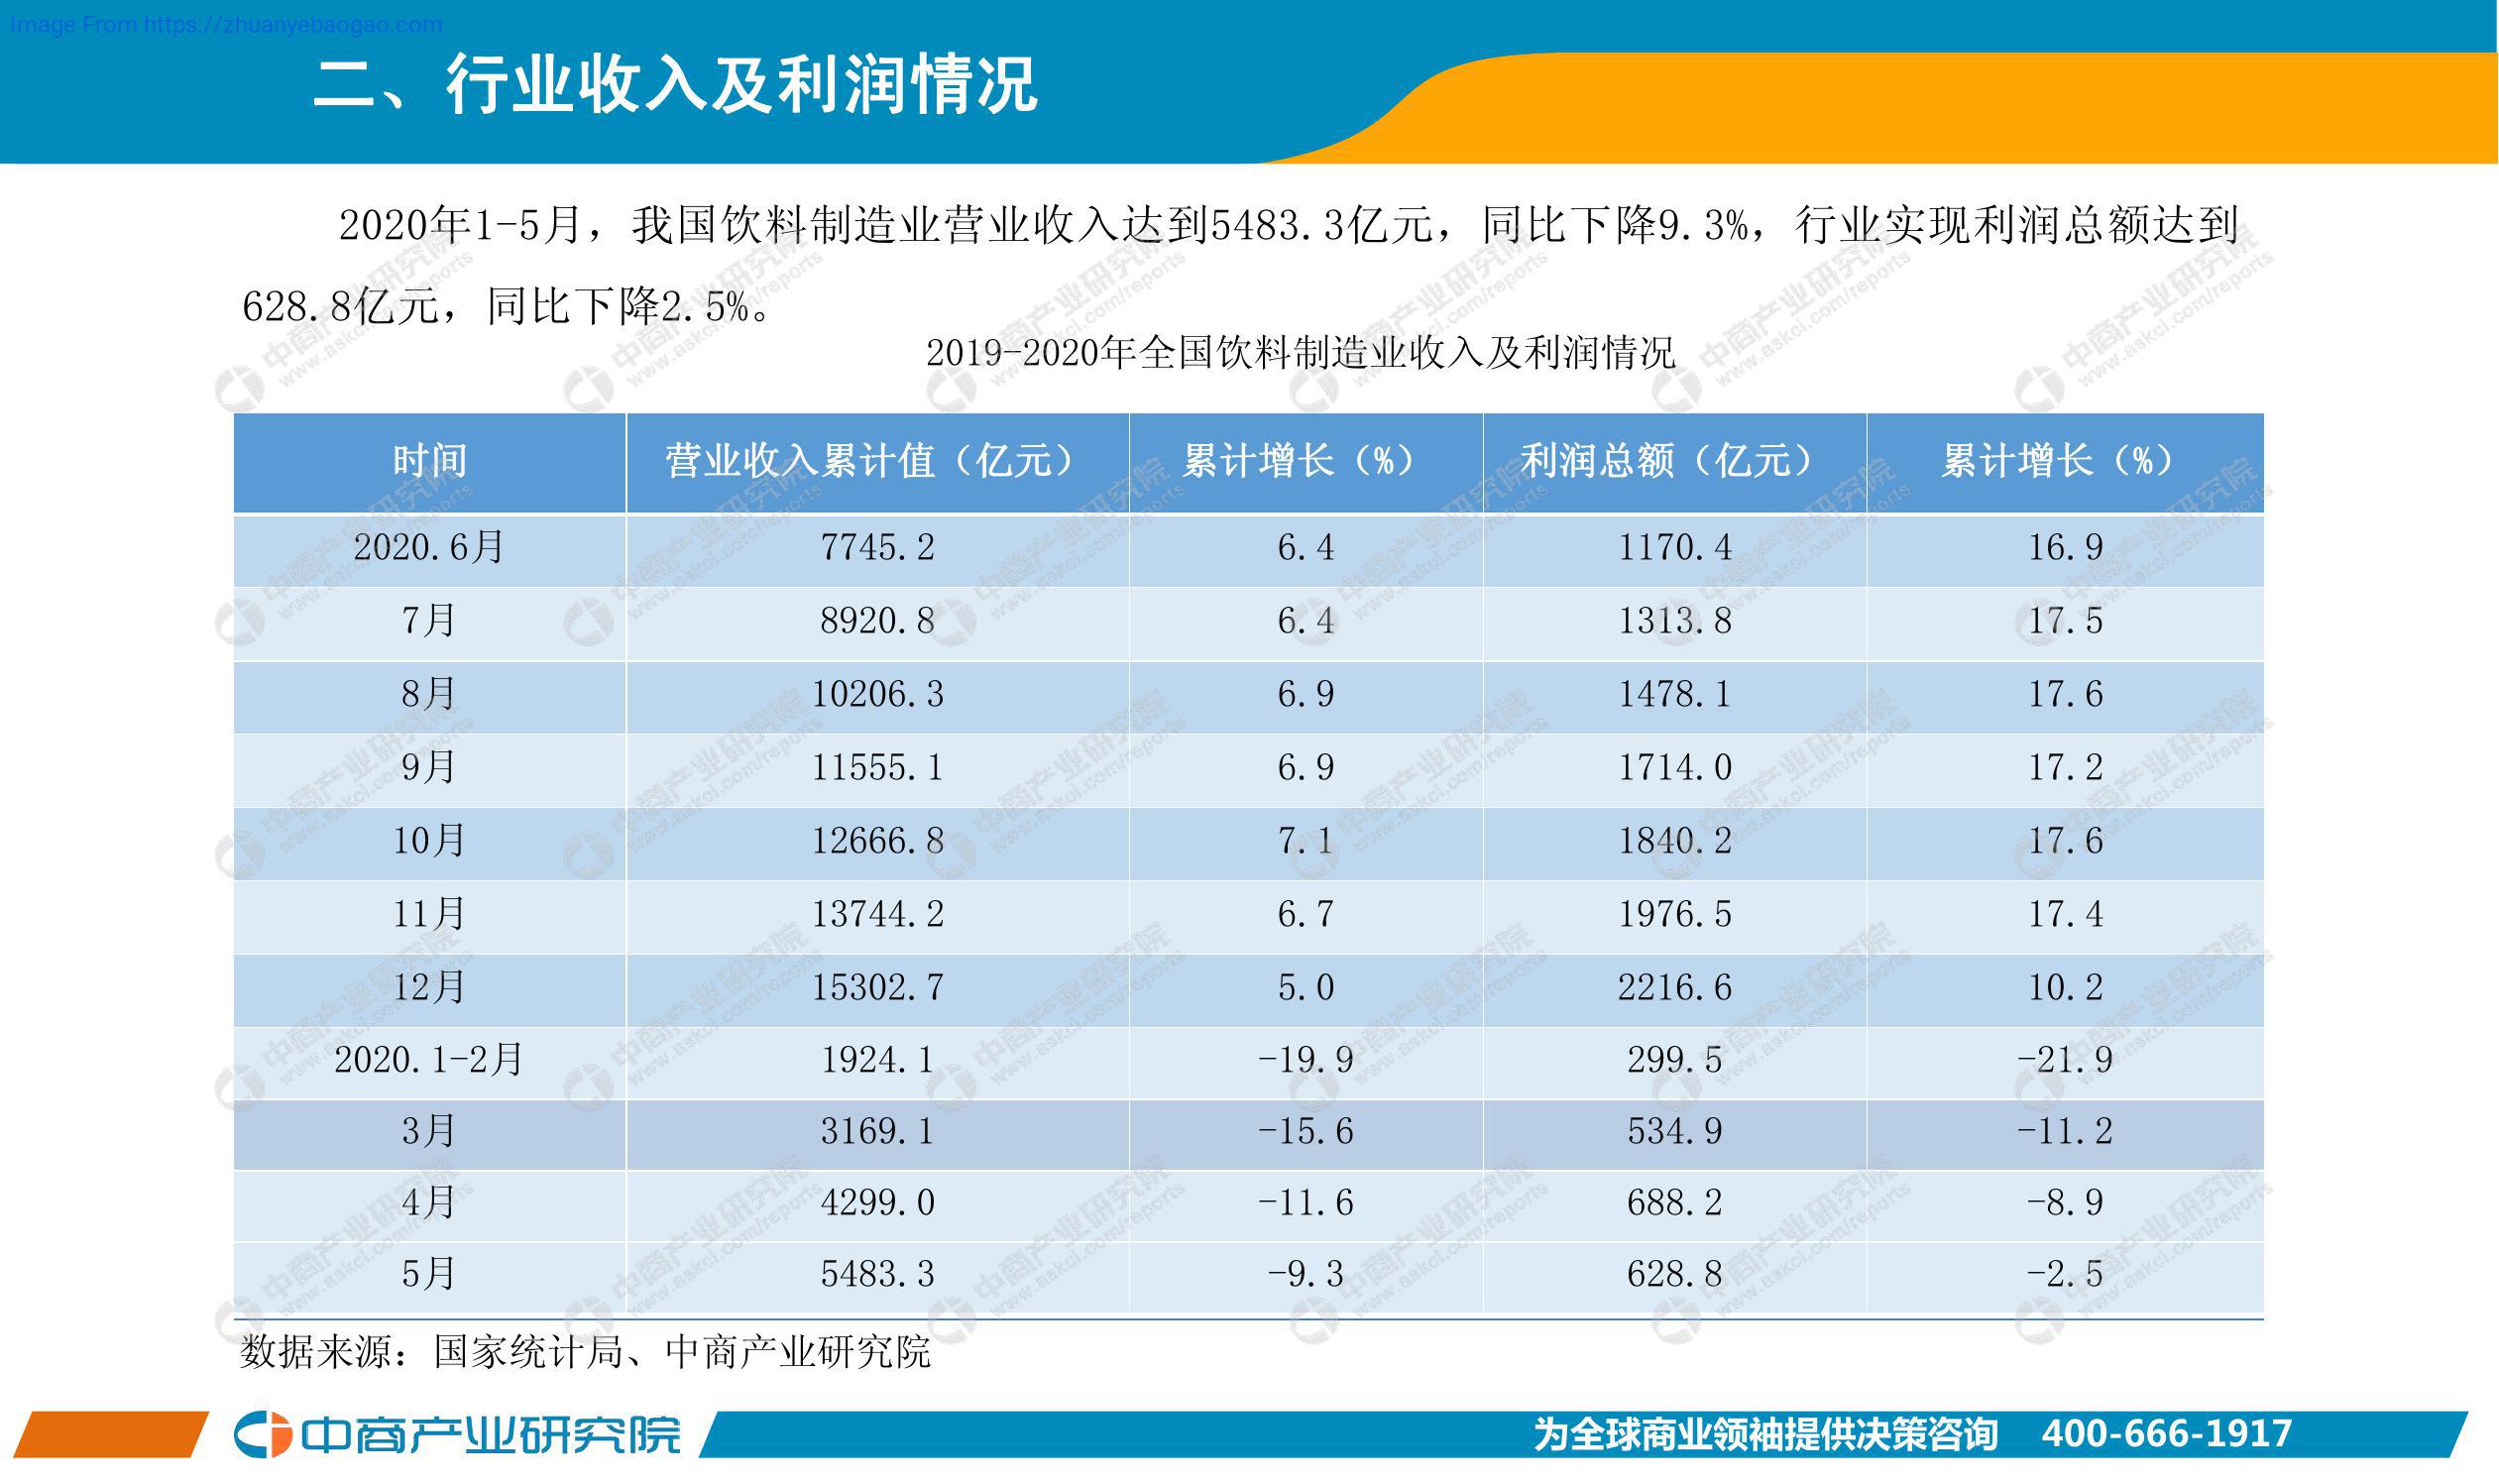 Image From https://zhuanyebaogao.com
二、行业收入及利润情况
2020年1-5月，我国饮料制造业营业收入达到5483.3亿元，同比下降9.3%，行业实现利润总额达到
628.8亿元，同比下降2.5%。
2019-2020年全国饮料制造业收入及利润情况
时间 营业收入累计值（亿元） 累计增长（%） 利润总额（亿元） 累计增长（%）
2020.6月 7745.2 6.4 1170.4 16.9
7月 8920.8 6.4 1313.8 17.5
8月 10206.3 6.9 1478.1 17.6
9月 11555.1 6.9 1714.0 17.2
10月 12666.8 7.1 1840.2 17.6
11月 13744.2 6.7 1976.5 17.4
12月 15302.7 5.0 2216.6 10.2
2020.1-2月 1924.1 -19.9 299.5 -21.9
3月 3169.1 -15.6 534.9 -11.2
4月 4299.0 -11.6 688.2 -8.9
5月 5483.3 -9.3 628.8 -2.5
数据来源：国家统计局、中商产业研究院
中商产业研究院
为全球商业领袖提供决策咨询 400-666-1917
中商产业研究院
www.askci.com/reports